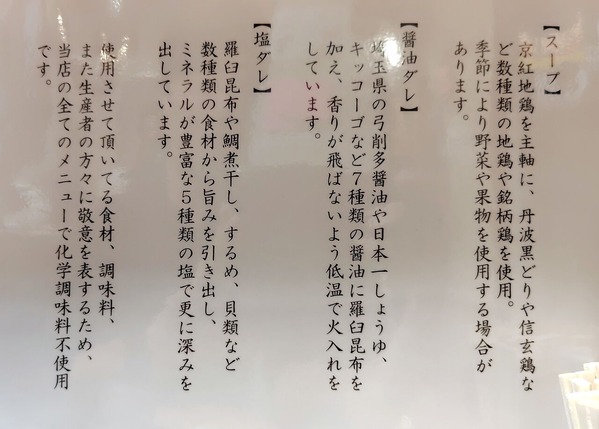 【スープ】
京紅地鶏を主軸に、丹波黒どりや信玄鶏な
ど数種類の地鶏や銘柄鶏を使用。
季節により野菜や果物を使用する場合が
あります。
【醤油ダレ】
埼玉県の弓削多醤油や日本一しょうゆ、
キッコーゴなど7種類の醤油に羅臼昆布を
加え、香りが飛ばないよう低温で火入れを
しています。
【塩ダレ】
羅臼昆布や鯛煮干し、するめ、貝類など
数種類の食材から旨みを引き出し、
ミネラルが豊富な5種類の塩で更に深みを
出しています。
使用させて頂いてる食材、調味料、
また生産者の方々に敬意を表するため、
当店の全てのメニューで化学調味料不使用
です。